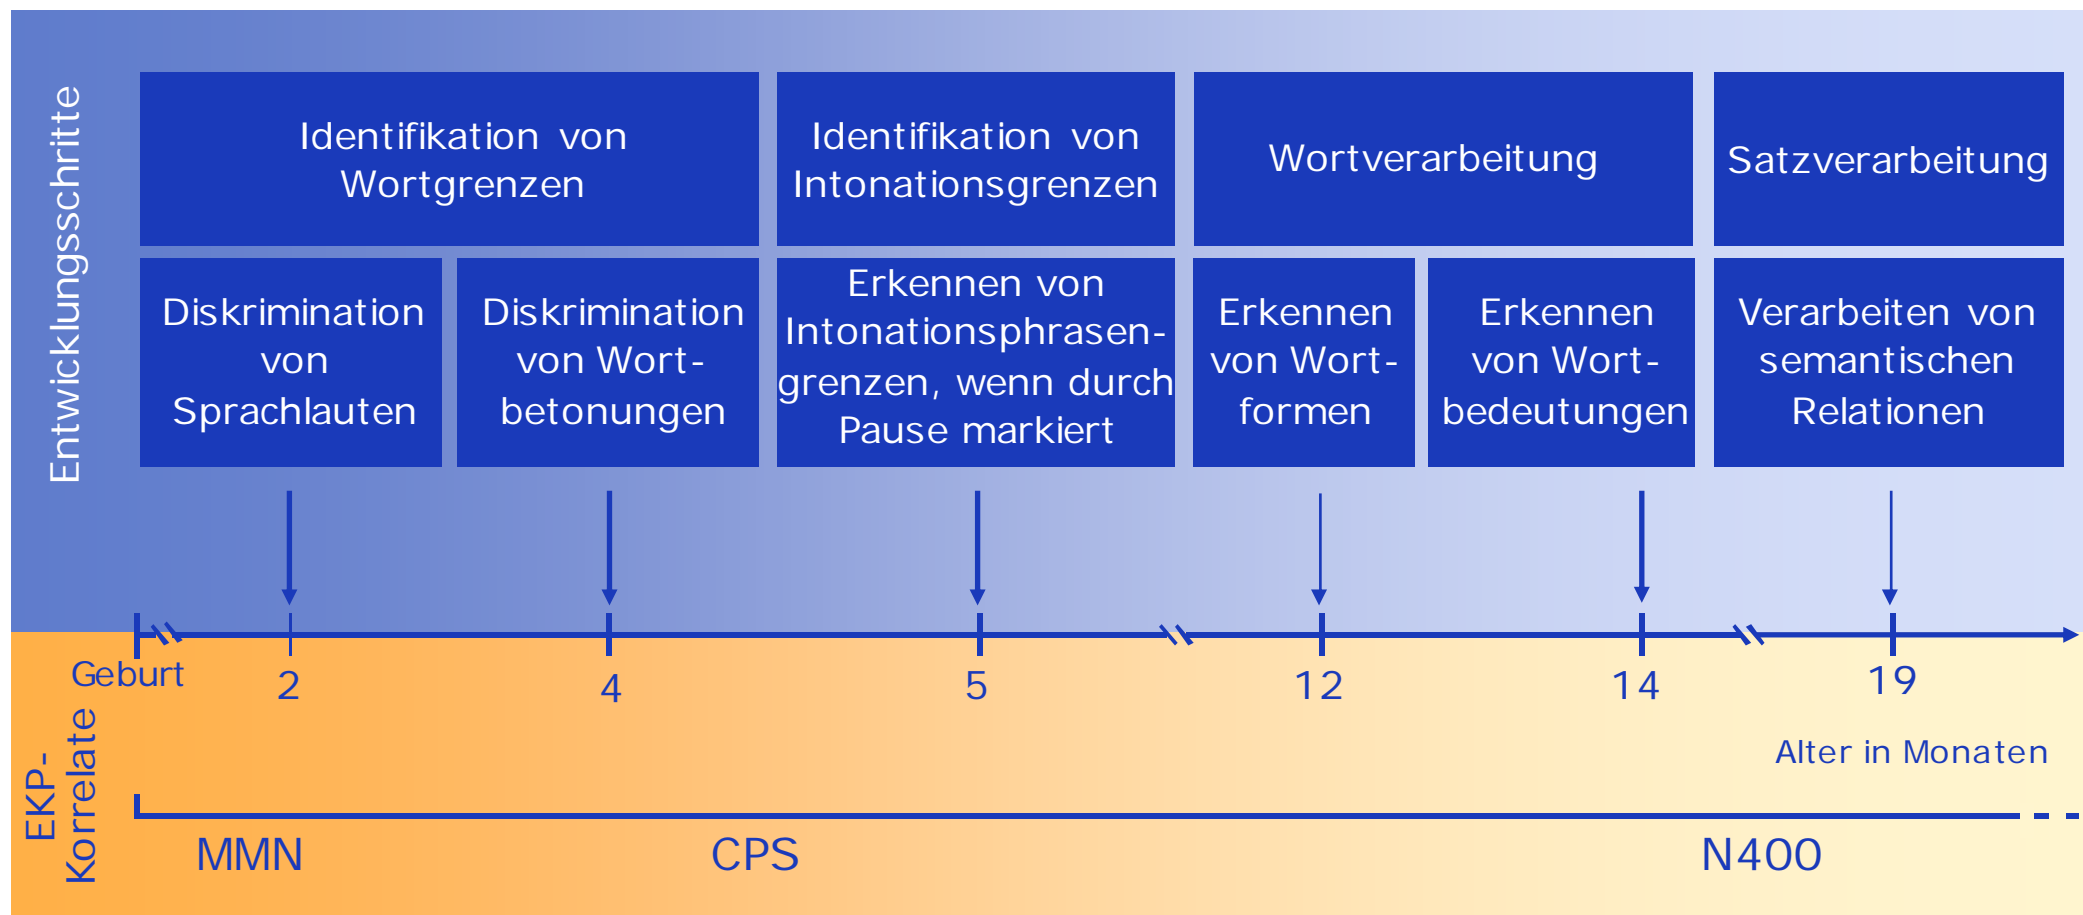 Entwicklungsschritte
Identifikation von
Wortgrenzen
Identifikation von
Intonationsgrenzen
Wortverarbeitung
Satzverarbeitung
Diskrimination
von
Sprachlauten
Diskrimination
von Wort-
betonungen
Erkennen von
Intonationsphrasen-
grenzen, wenn durch
Pause markiert
Erkennen
von Wort-
formen
Erkennen
von Wort-
bedeutungen
Verarbeiten von
semantischen
Relationen
Geburt
2
4
5
12
14
19
Alter in Monaten
EKP-
Korrelate
MMN
CPS
N400